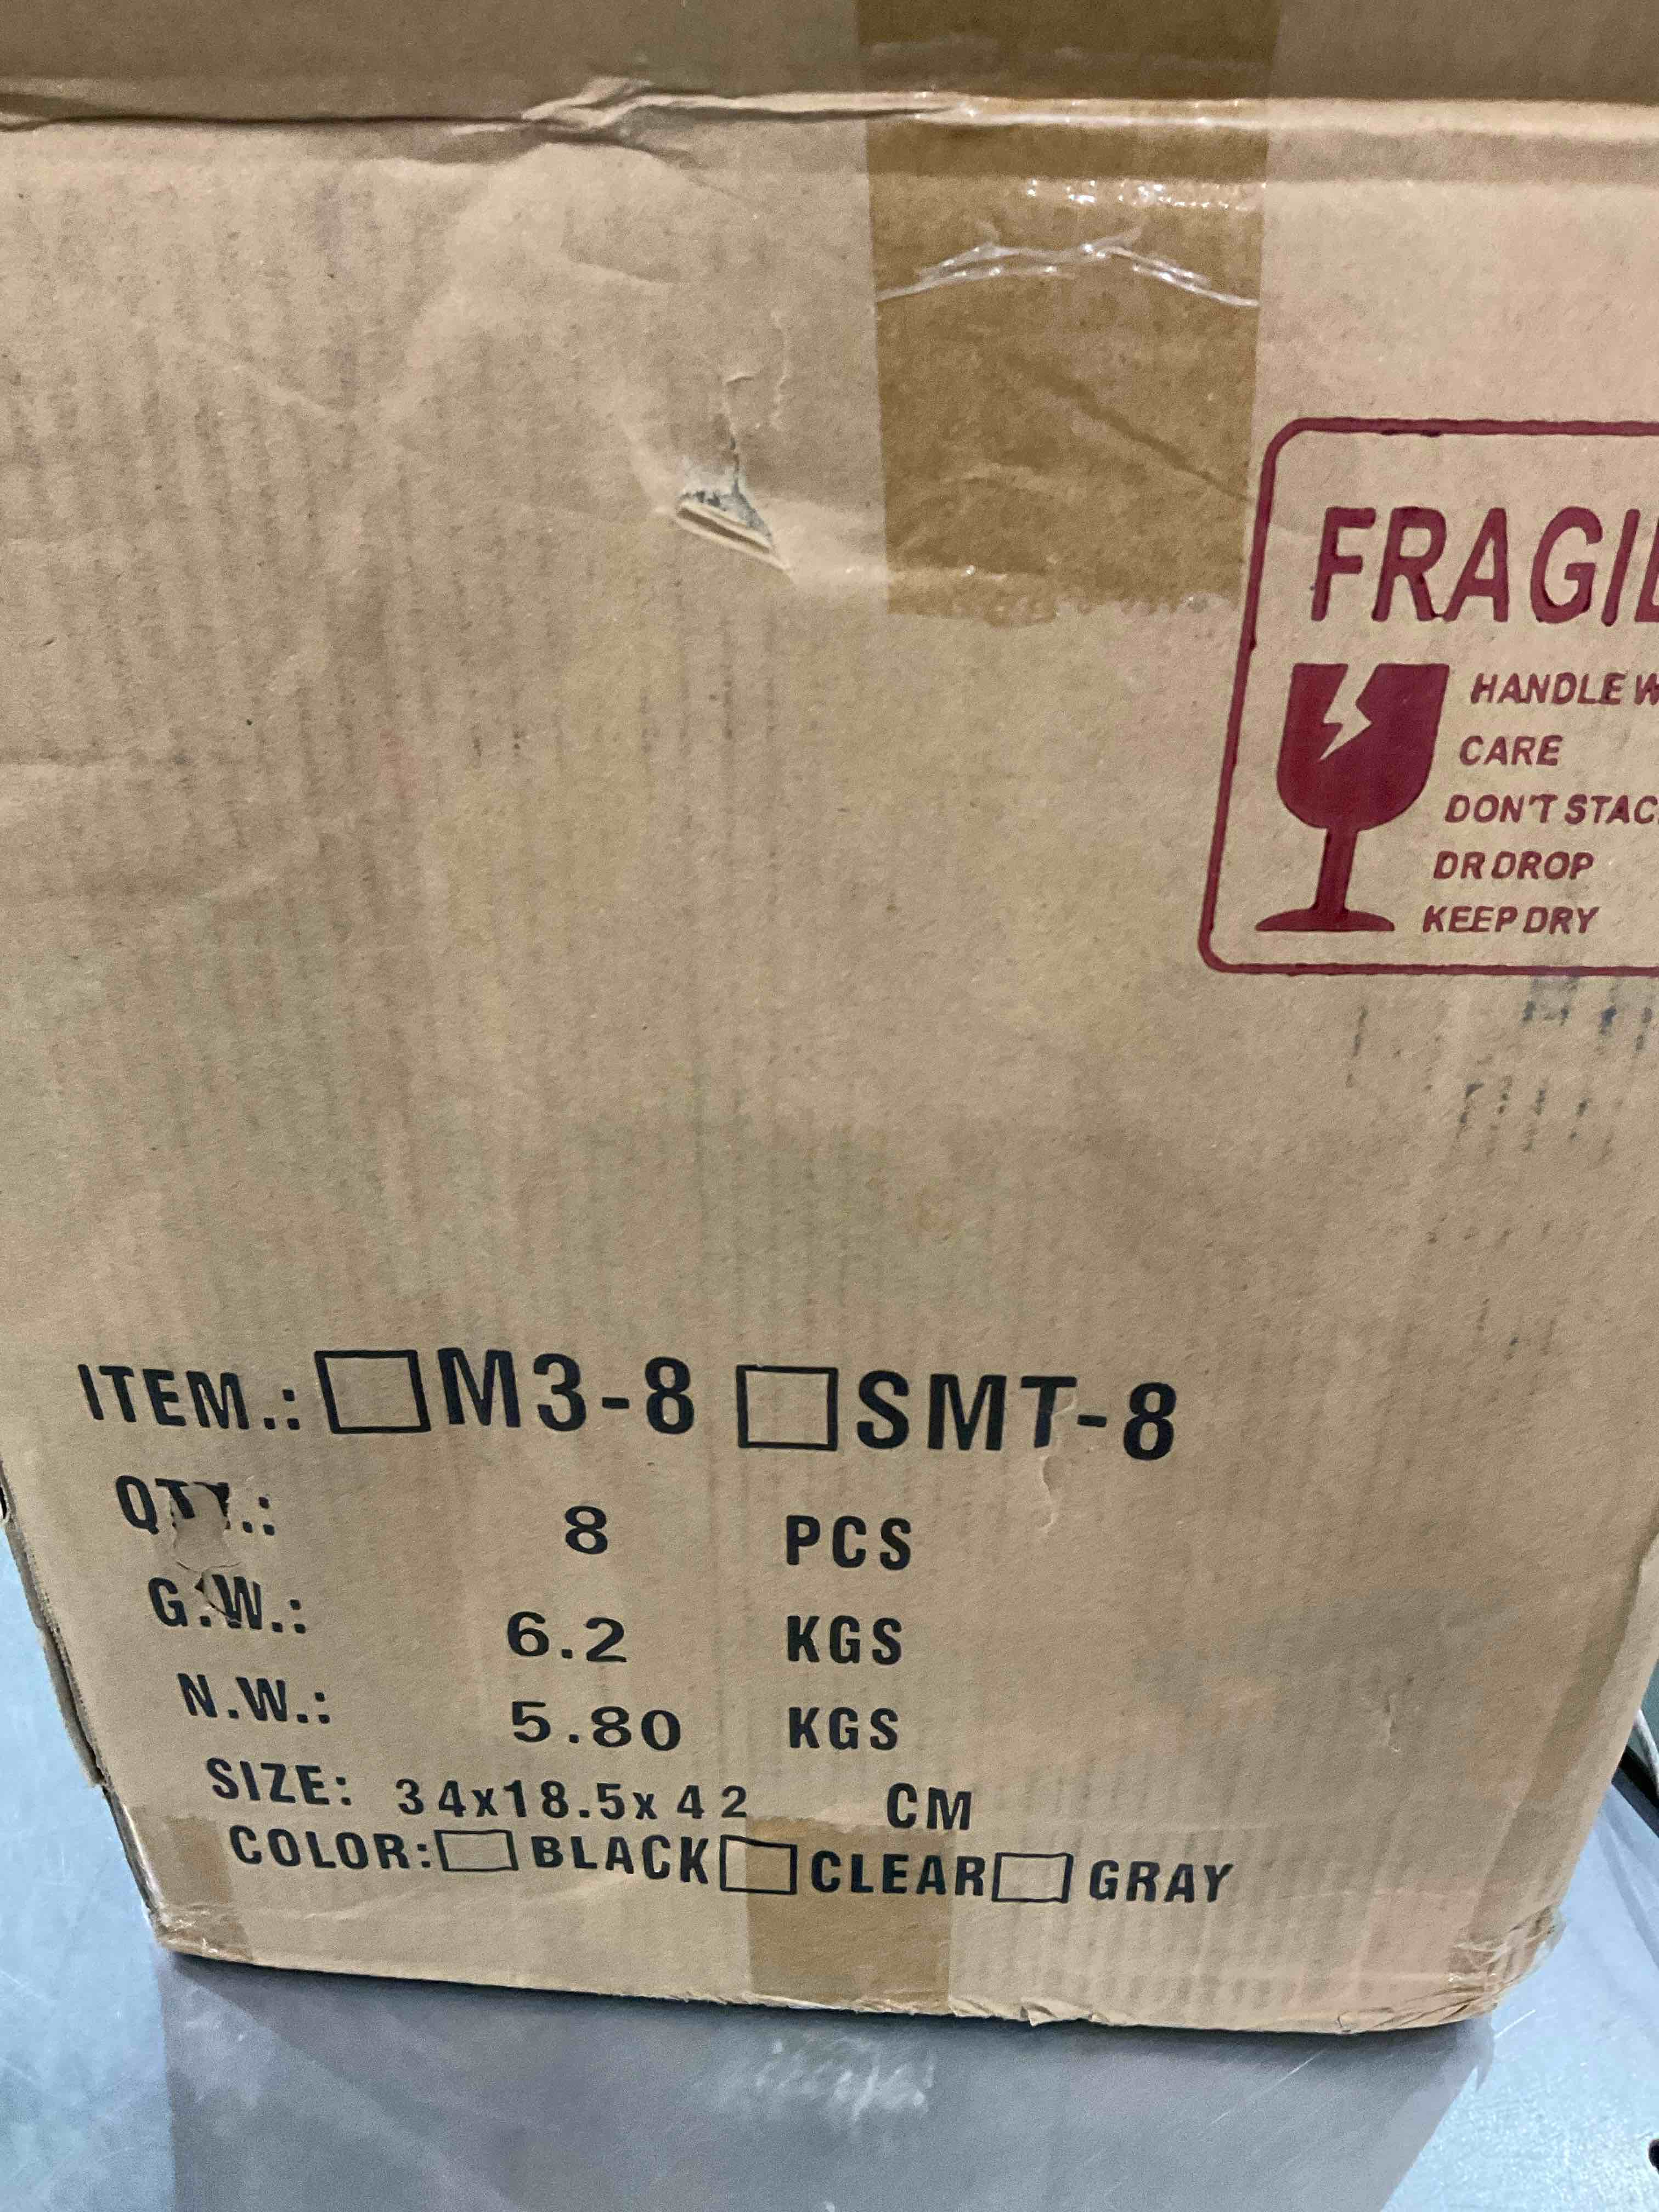 FRAGIL
HANDLE W
CARE
DON'T STAC
DR DROP
KEEP DRY
ITEM.: □ M3-8 □ SMT-8
QTY.: 8 PCS
G.W.: 6.2 KGS
N.W.: 5.80 KGS
SIZE: 34x18.5x42 CM
COLOR: □ BLACK □ CLEAR □ GRAY